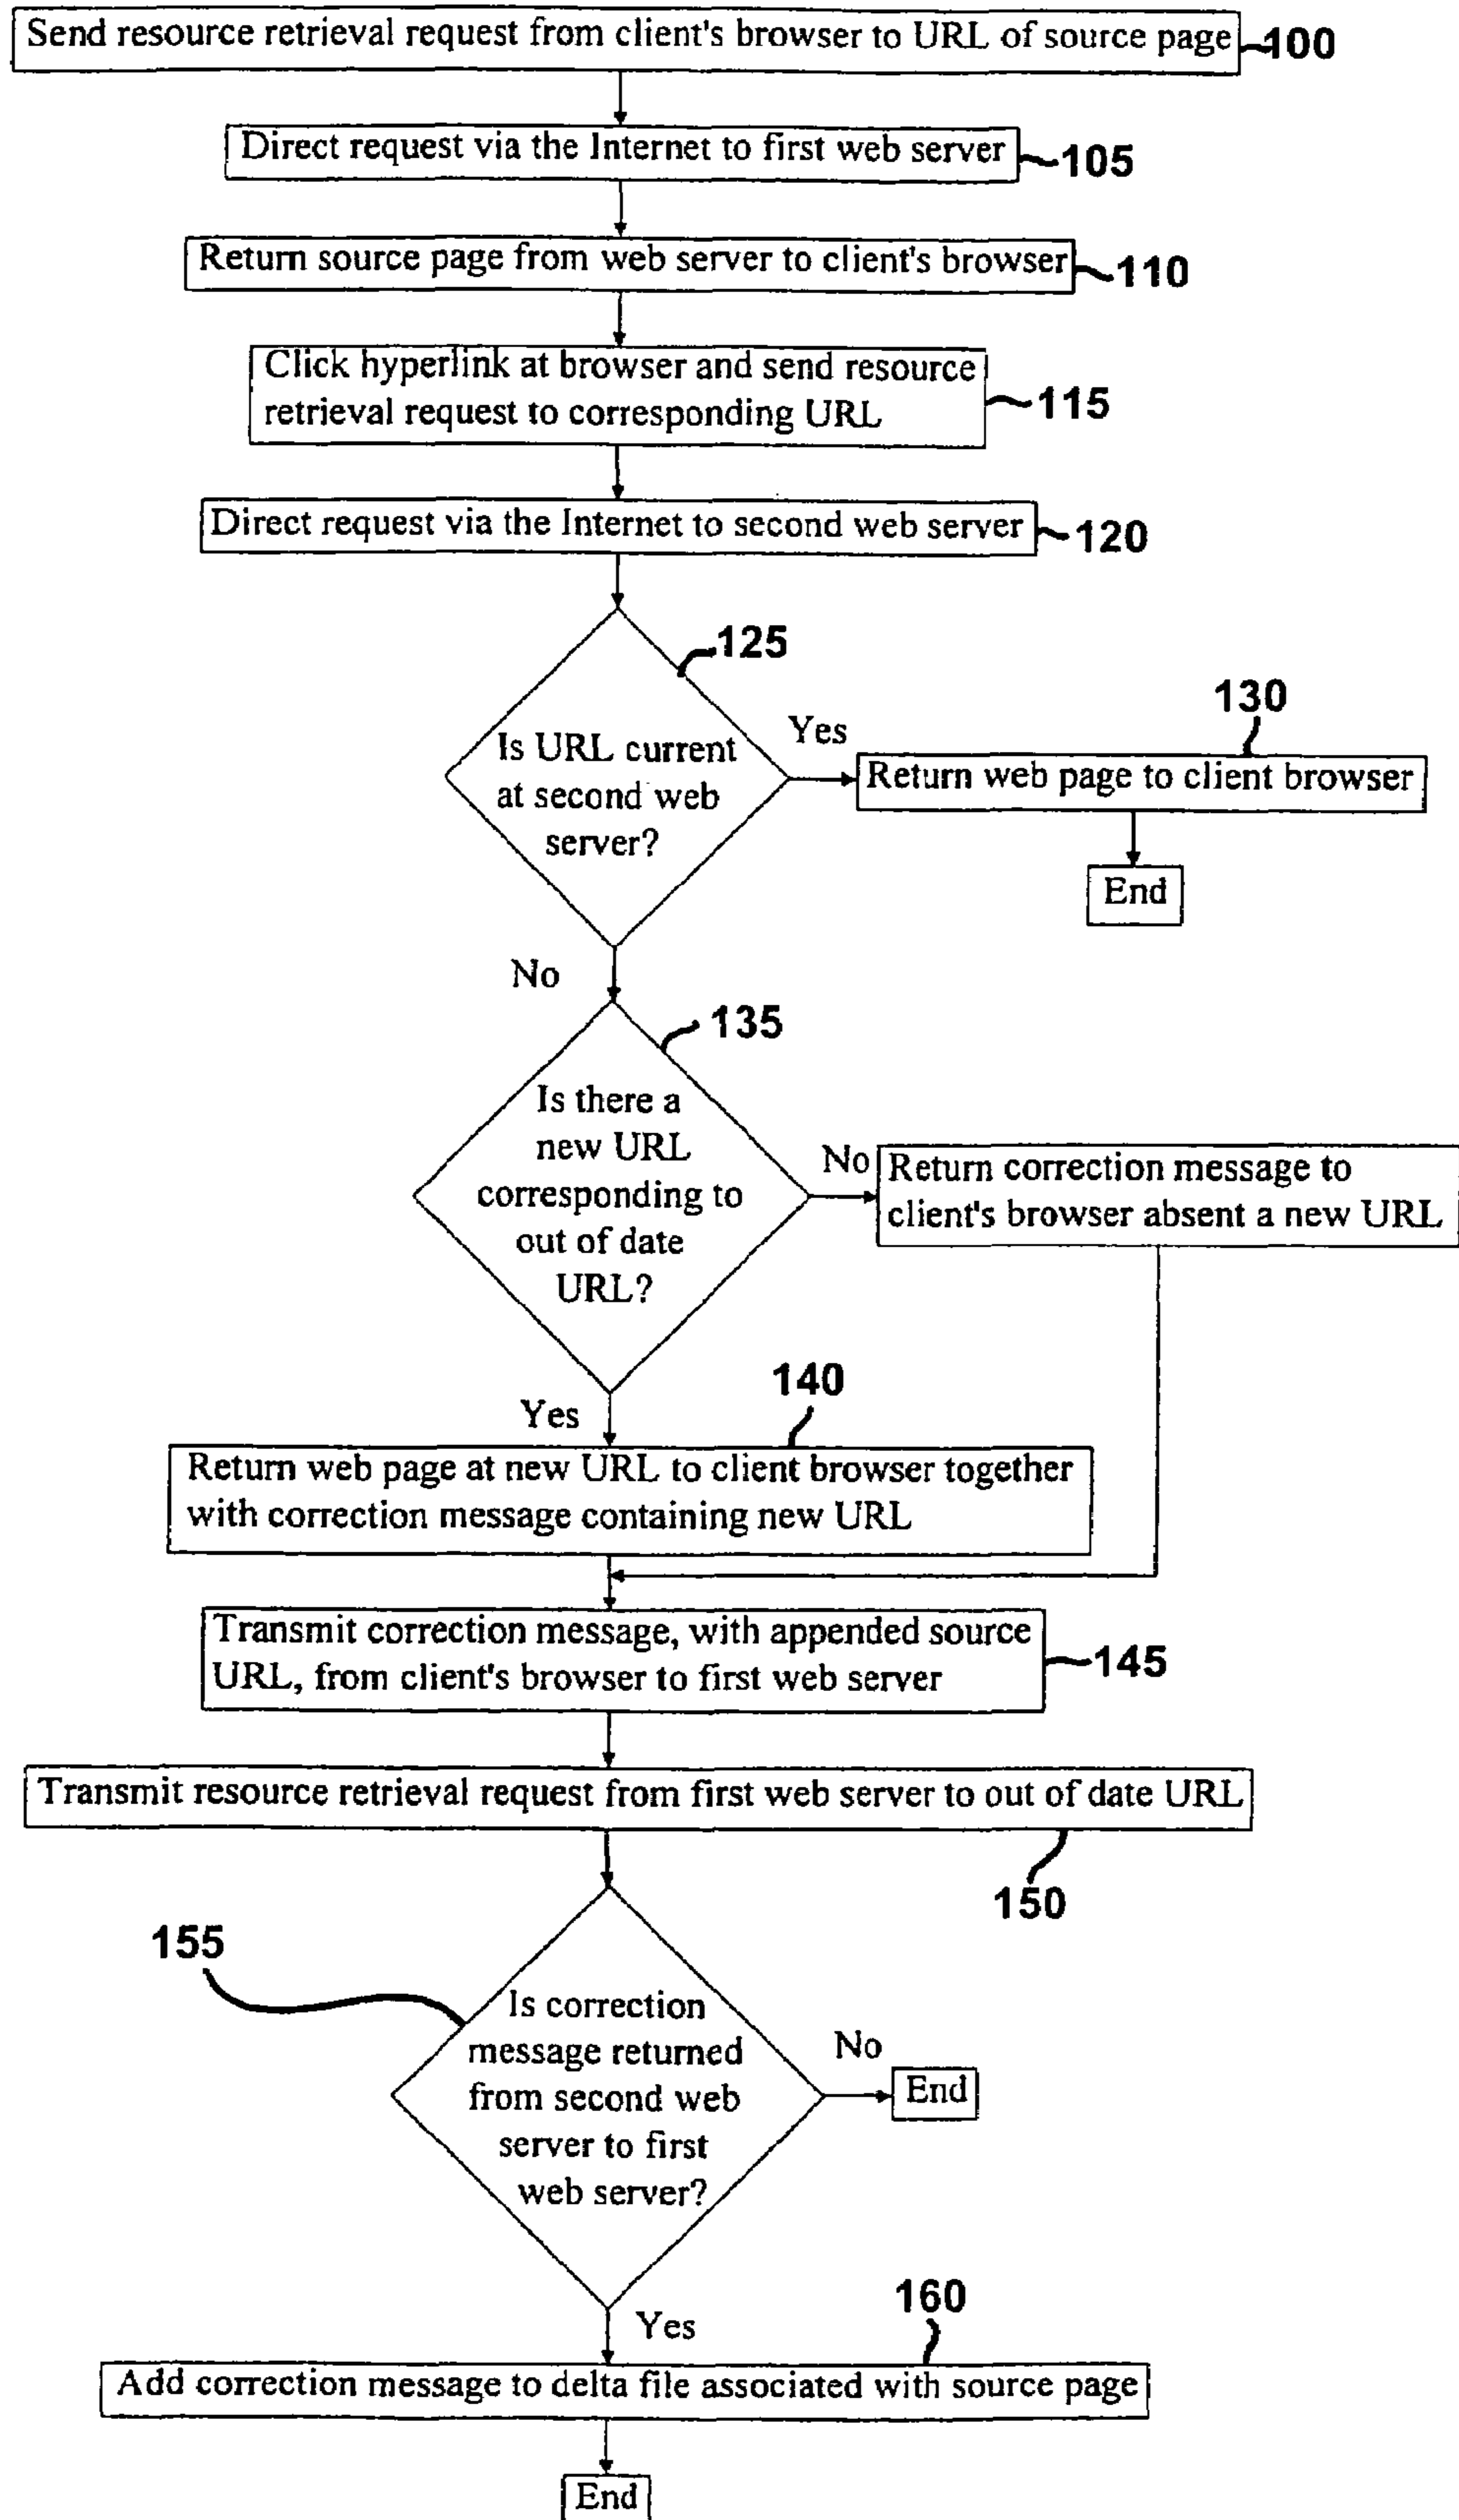 Send resource retrieval request from client's browser to URL of source page
100
Direct request via the Internet to first web server
105
Return source page from web server to client's browser
110
Click hyperlink at browser and send resource
retrieval request to corresponding URL
115
Direct request via the Internet to second web server
120
125
Is URL current
at second web
server?
Yes
130
Return web page to client browser
End
No
135
Is there a
new URL
corresponding to
out of date
URL?
No
Return correction message to
client's browser absent a new URL
Yes
140
Return web page at new URL to client browser together
with correction message containing new URL
Transmit correction message, with appended source
URL, from client's browser to first web server
145
Transmit resource retrieval request from first web server to out of date URL
150
155
Is correction
message returned
from second web
server to first
web server?
No
End
Yes
160
Add correction message to delta file associated with source page
End